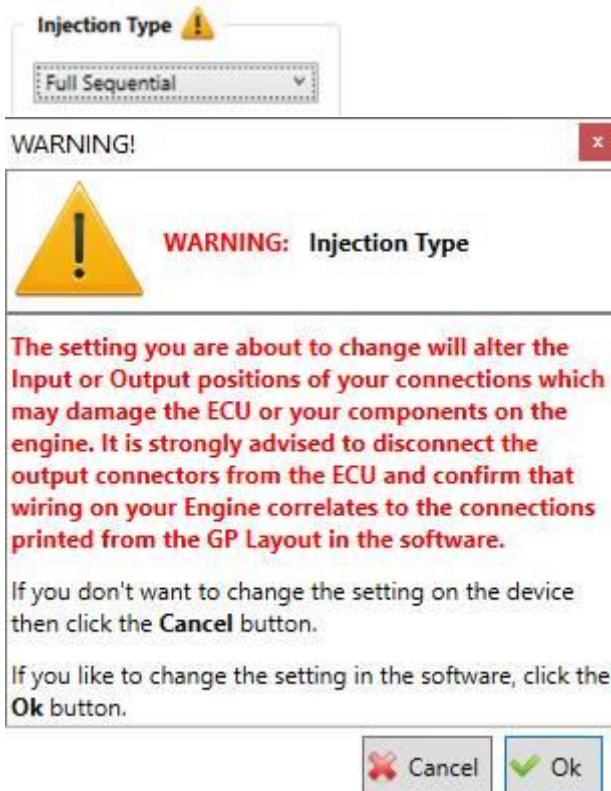 Injection Type
Full Sequential
WARNING!
x
WARNING: Injection Type
The setting you are about to change will alter the
Input or Output positions of your connections which
may damage the ECU or your components on the
engine. It is strongly advised to disconnect the
output connectors from the ECU and confirm that
wiring on your Engine correlates to the connections
printed from the GP Layout in the software.
If you don't want to change the setting on the device
then click the Cancel button.
If you like to change the setting in the software, click the
Ok button.
Cancel Ok